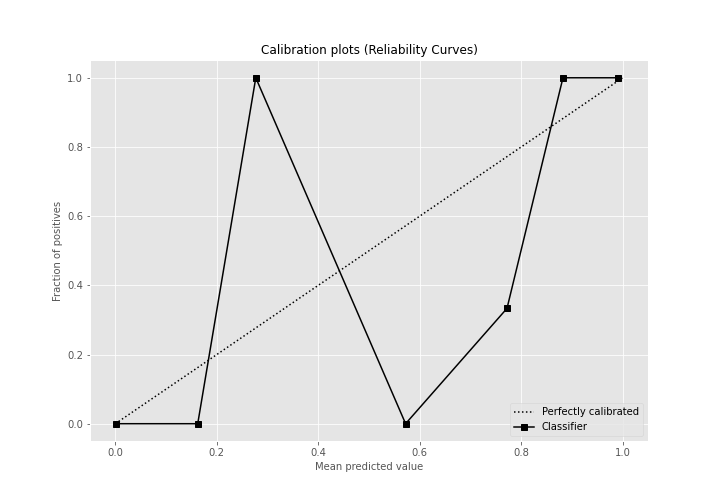 Calibration plots (Reliability Curves)
Fraction of positives
1.0
0.8
0.6
0.4
0.2
0.0
0.0 0.2 0.4 0.6 0.8 1.0
Mean predicted value
Perfectly calibrated
Classifier